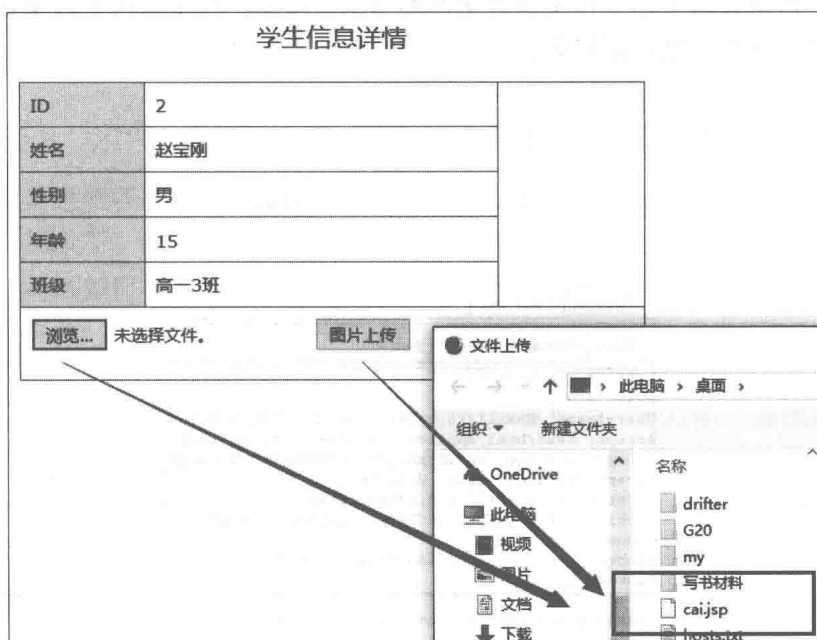 学生信息详情
ID 2
姓名 赵宝刚
性别 男
年龄 15
班级 高一3班
浏览... 未选择文件。 图片上传
文件上传
此电脑 › 桌面 ›
组织 新建文件夹
名称
OneDrive
此电脑
视频
图片
文档
下载
drifter
G20
my
写书材料
cai.jsp
hosts.txt